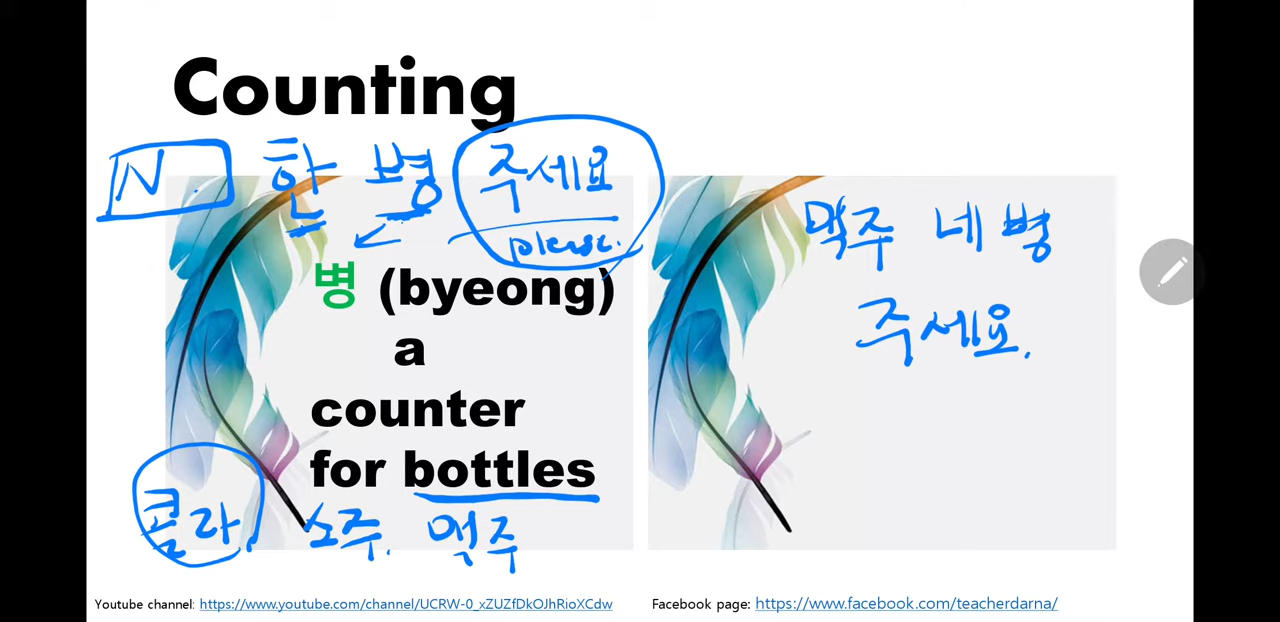 Counting
N. 한 병 주세요
please.
병 (byeong)
a
counter
for bottles
콜라, 소주, 맥주
맥주 네 병
주세요.
Youtube channel: https://www.youtube.com/channel/UCRW-0_xZUZfDkOJhRioXCdw
Facebook page: https://www.facebook.com/teacherdarna/